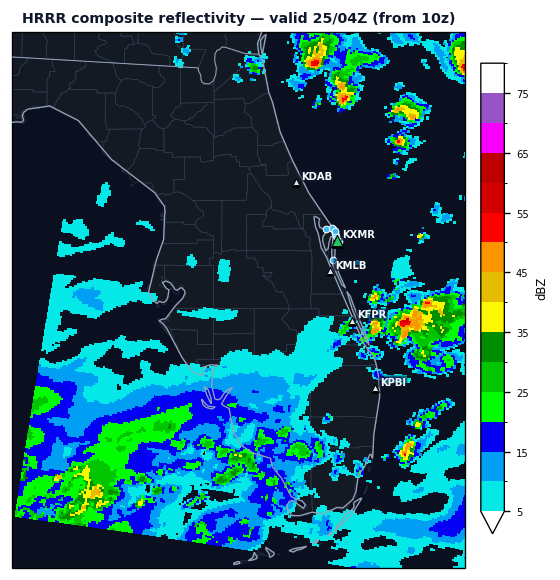 HRRR composite reflectivity — valid 25/04Z (from 10z)
KDAB
KXMR
KMLB
KFPR
KPBI
75
65
55
45
35
25
15
5
dBZ